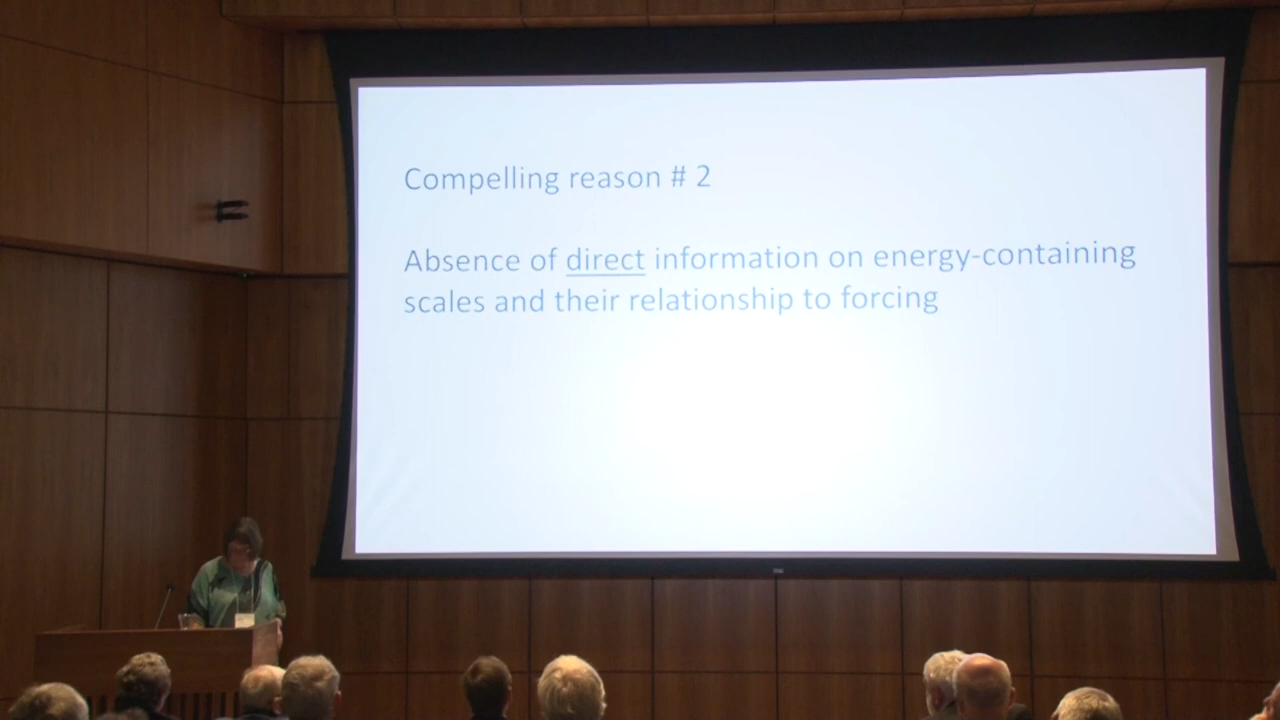 Compelling reason # 2
Absence of direct information on energy-containing
scales and their relationship to forcing